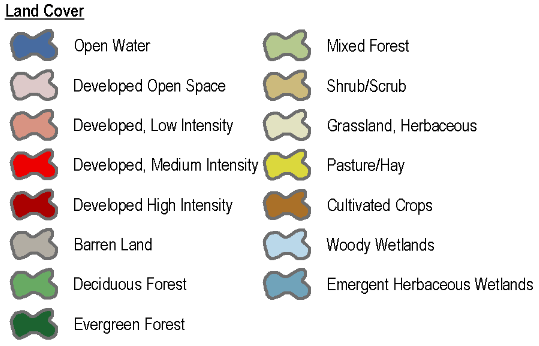 Land Cover
Open Water
Developed Open Space
Developed, Low Intensity
Developed, Medium Intensity
Developed High Intensity
Barren Land
Deciduous Forest
Evergreen Forest
Mixed Forest
Shrub/Scrub
Grassland, Herbaceous
Pasture/Hay
Cultivated Crops
Woody Wetlands
Emergent Herbaceous Wetlands